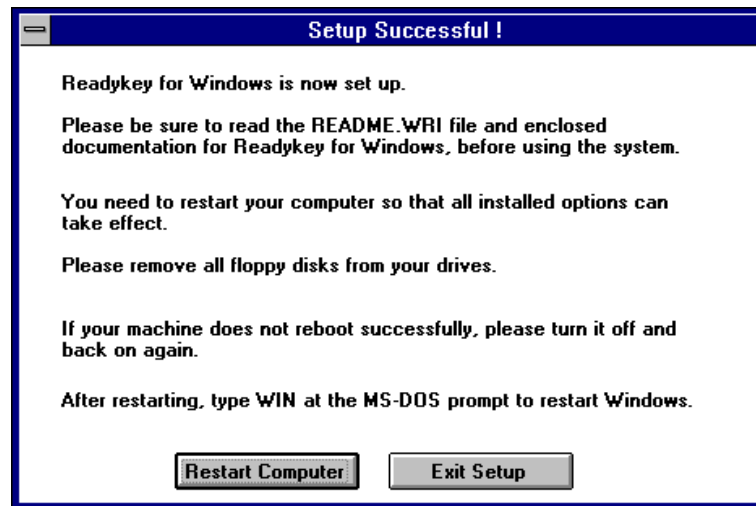 Setup Successful !
Readykey for Windows is now set up.
Please be sure to read the README.WRI file and enclosed
documentation for Readykey for Windows, before using the system.
You need to restart your computer so that all installed options can
take effect.
Please remove all floppy disks from your drives.
If your machine does not reboot successfully, please turn it off and
back on again.
After restarting, type WIN at the MS-DOS prompt to restart Windows.
Restart Computer
Exit Setup